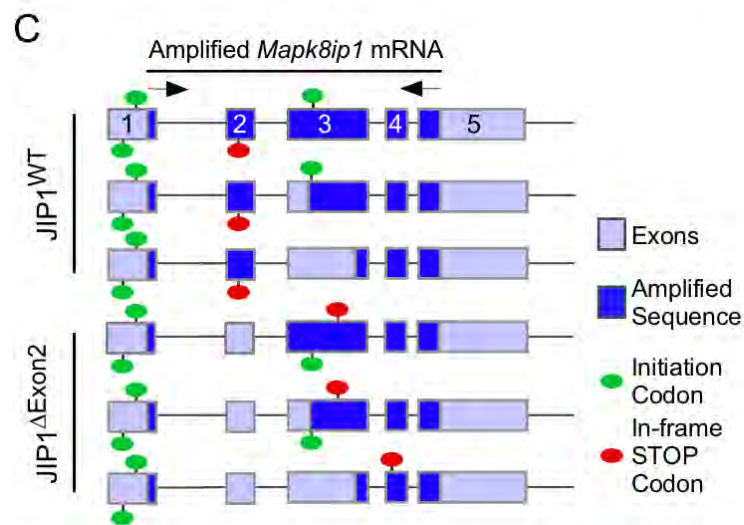 C
Amplified Mapk8ip1 mRNA
1 2 3 4 5
JIP1WT
JIP1ΔExon2
Exons
Amplified
Sequence
Initiation
Codon
In-frame
STOP
Codon